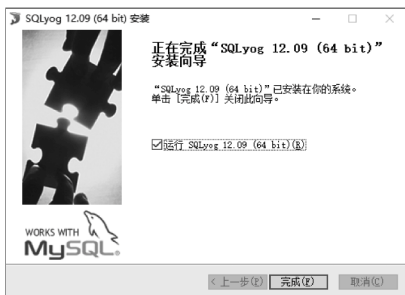 SQLyog 12.09 (64 bit) 安装
正在完成“SQLyog 12.09 (64 bit)”
安装向导
“SQLyog 12.09 (64 bit)”已安装在你的系统。
单击 [完成(F)] 关闭此向导。
运行 SQLyog 12.09 (64 bit)(R)
WORKS WITH
MySQL®
< 上一步(P)
完成(F)
取消(C)